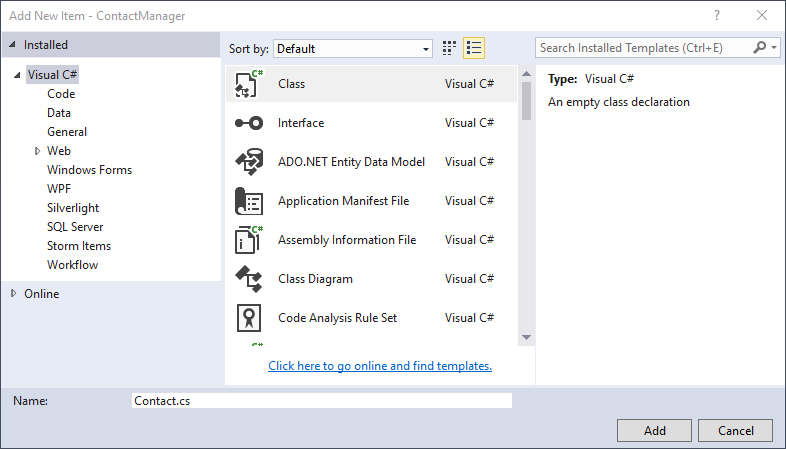 Add New Item - ContactManager
Installed
Sort by: Default
Search Installed Templates (Ctrl+E)
Visual C#
Code
Data
General
Web
Windows Forms
WPF
Silverlight
SQL Server
Storm Items
Workflow
Online
Class Visual C#
Interface Visual C#
ADO.NET Entity Data Model Visual C#
Application Manifest File Visual C#
Assembly Information File Visual C#
Class Diagram Visual C#
Code Analysis Rule Set Visual C#
Click here to go online and find templates.
Type: Visual C#
An empty class declaration
Name: Contact.cs
Add Cancel